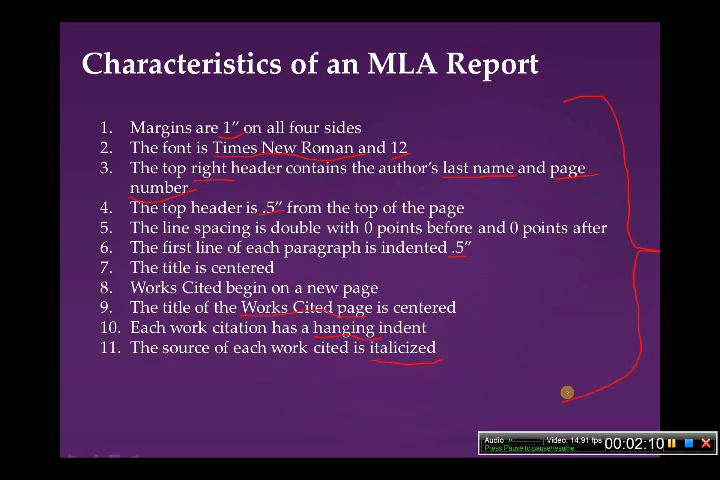 Characteristics of an MLA Report
1. Margins are 1” on all four sides
2. The font is Times New Roman and 12
3. The top right header contains the author’s last name and page
number
4. The top header is .5” from the top of the page
5. The line spacing is double with 0 points before and 0 points after
6. The first line of each paragraph is indented .5”
7. The title is centered
8. Works Cited begin on a new page
9. The title of the Works Cited page is centered
10. Each work citation has a hanging indent
11. The source of each work cited is italicized
Audio Video: 14.91 fps 00:02:10
Press Pause to pause/resume